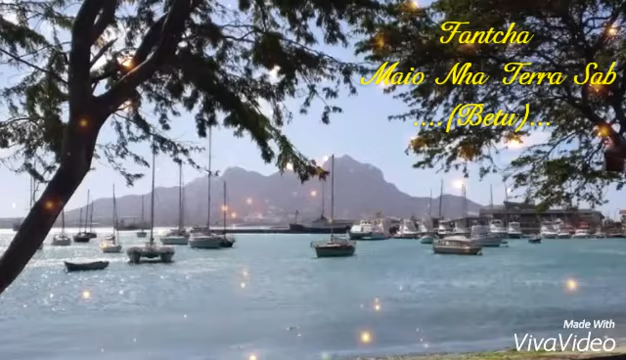 Fantcha
Maio Nha Terra Sab
....(Betu)...
Made With
VivaVideo